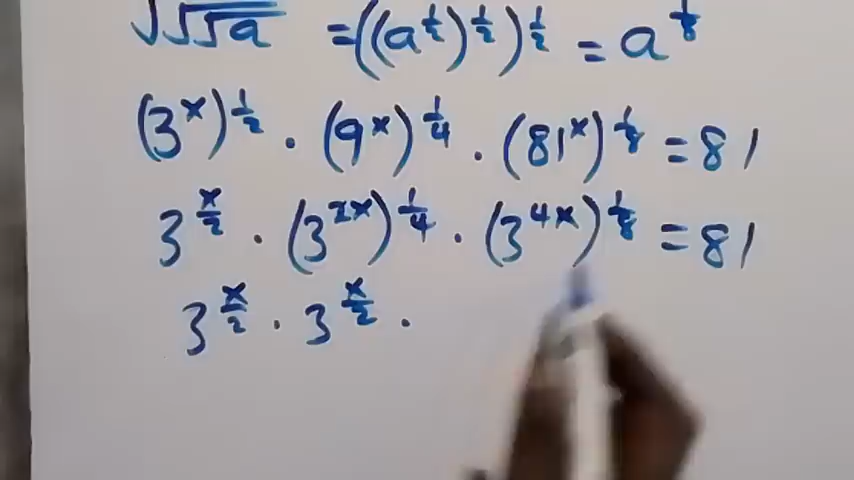 √√√a = ((a^½)^½)^½ = a^⅛
(3^x)^½ · (9^x)^¼ · (81^x)^⅛ = 81
3^(x/2) · (3^2x)^¼ · (3^4x)^⅛ = 81
3^(x/2) · 3^(x/2) ·